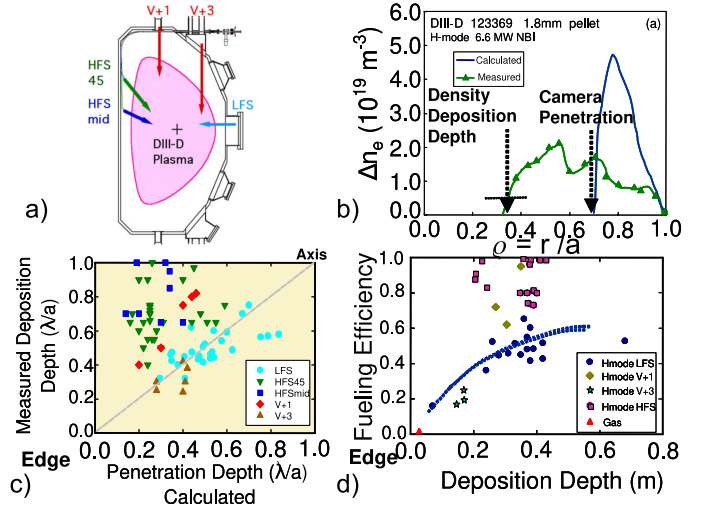 a)
V+1
V+3
HFS
45
HFS
mid
LFS
DIII-D
Plasma
b)
DIII-D 123369 1.8mm pellet (a)
H-mode 6.6 MW NBI
Calculated
Measured
Density
Deposition
Depth
Camera
Penetration
Δnₑ (10¹⁹ m⁻³)
6.0
5.0
4.0
3.0
2.0
1.0
0.0
0.0 0.2 0.4 0.6 0.8 1.0
ϱ = r/a
c)
Axis
Measured Deposition
Depth (λ/a)
1.0
0.8
0.6
0.4
0.2
0.0
LFS
HFS45
HFSmid
V+1
V+3
0.0 0.2 0.4 0.6 0.8 1.0
Edge
Penetration Depth (λ/a)
Calculated
d)
Fueling Efficiency
1.0
0.8
0.6
0.4
0.2
0.0
Hmode LFS
Hmode V+1
Hmode V+3
Hmode HFS
Gas
0 0.2 0.4 0.6 0.8
Edge
Deposition Depth (m)